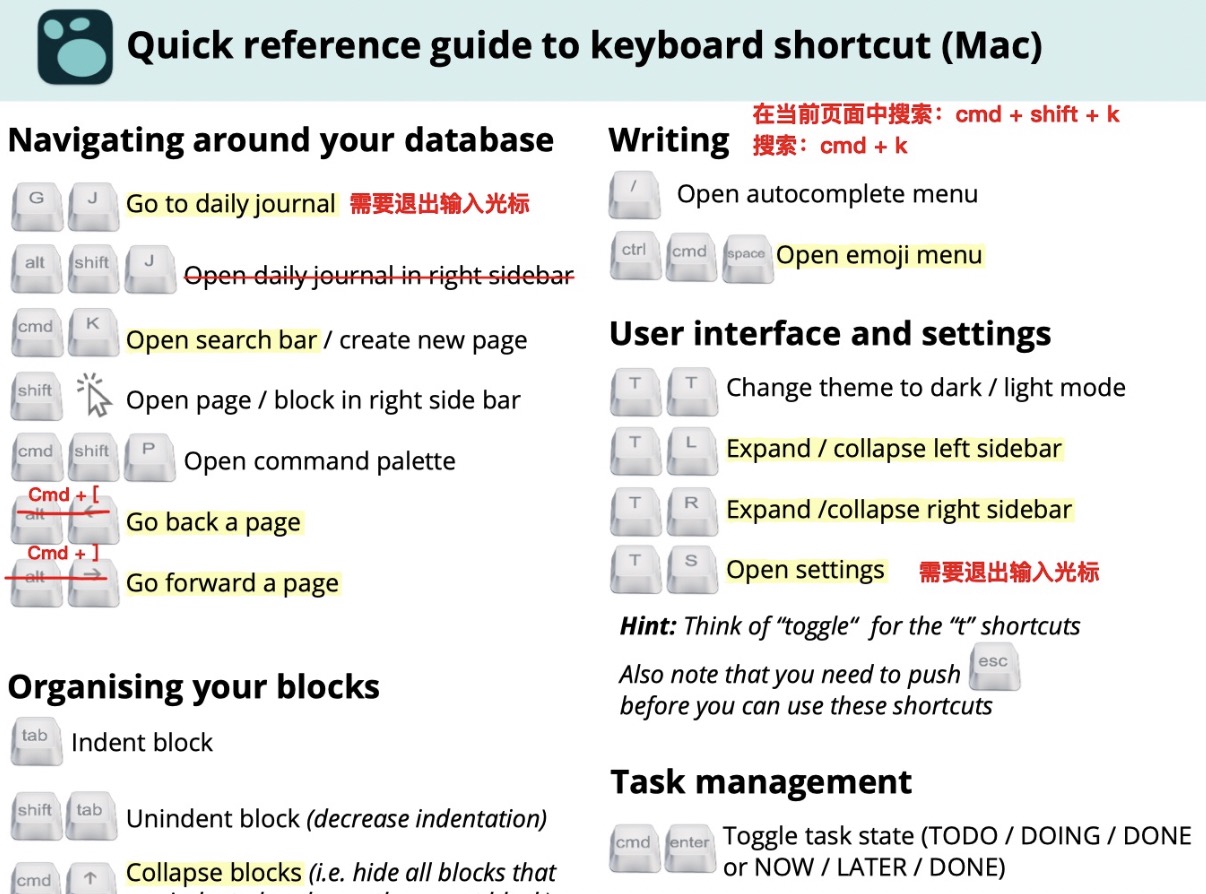 Quick reference guide to keyboard shortcut (Mac)
Navigating around your database
G J Go to daily journal 需要退出输入光标
alt shift J Open daily journal in right sidebar
cmd K Open search bar / create new page
shift Open page / block in right side bar
cmd shift P Open command palette
Cmd + [
alt ← Go back a page
Cmd + ]
alt → Go forward a page
Organising your blocks
tab Indent block
shift tab Unindent block (decrease indentation)
cmd ↑ Collapse blocks (i.e. hide all blocks that
在当前页面中搜索：cmd + shift + k
Writing 搜索：cmd + k
/ Open autocomplete menu
ctrl cmd space Open emoji menu
User interface and settings
T T Change theme to dark / light mode
T L Expand / collapse left sidebar
T R Expand /collapse right sidebar
T S Open settings 需要退出输入光标
Hint: Think of “toggle“ for the “t” shortcuts
Also note that you need to push esc
before you can use these shortcuts
Task management
cmd enter Toggle task state (TODO / DOING / DONE
or NOW / LATER / DONE)